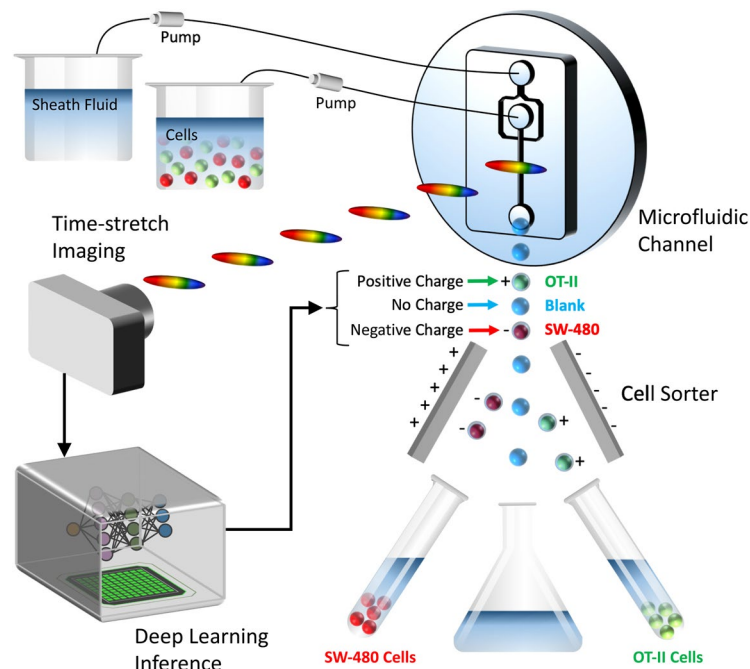 Pump
Sheath Fluid
Pump
Cells
Time-stretch
Imaging
Microfluidic
Channel
Positive Charge + OT-II
No Charge Blank
Negative Charge - SW-480
+ + + + + +
- - - - - -
Cell Sorter
- +
- +
Deep Learning
Inference
SW-480 Cells
OT-II Cells